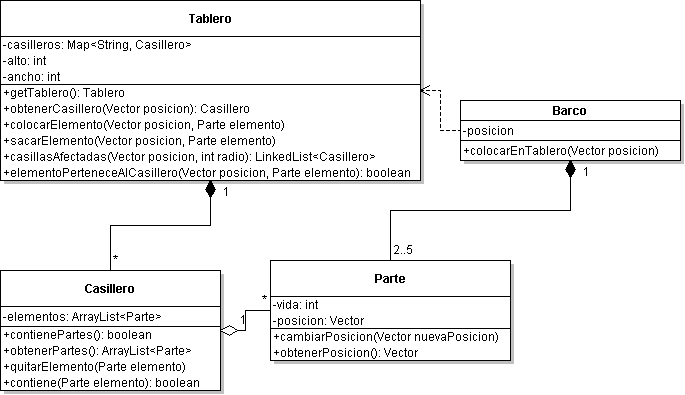 Tablero
-casilleros: Map<String, Casillero>
-alto: int
-ancho: int
+getTablero(): Tablero
+obtenerCasillero(Vector posicion): Casillero
+colocarElemento(Vector posicion, Parte elemento)
+sacarElemento(Vector posicion, Parte elemento)
+casillasAfectadas(Vector posicion, int radio): LinkedList<Casillero>
+elementoPerteneceAlCasillero(Vector posicion, Parte elemento): boolean
Barco
-posicion
+colocarEnTablero(Vector posicion)
1
1
*
2..5
Casillero
-elementos: ArrayList<Parte>
+contienePartes(): boolean
+obtenerPartes(): ArrayList<Parte>
+quitarElemento(Parte elemento)
+contiene(Parte elemento): boolean
1
*
Parte
-vida: int
-posicion: Vector
+cambiarPosicion(Vector nuevaPosicion)
+obtenerPosicion(): Vector